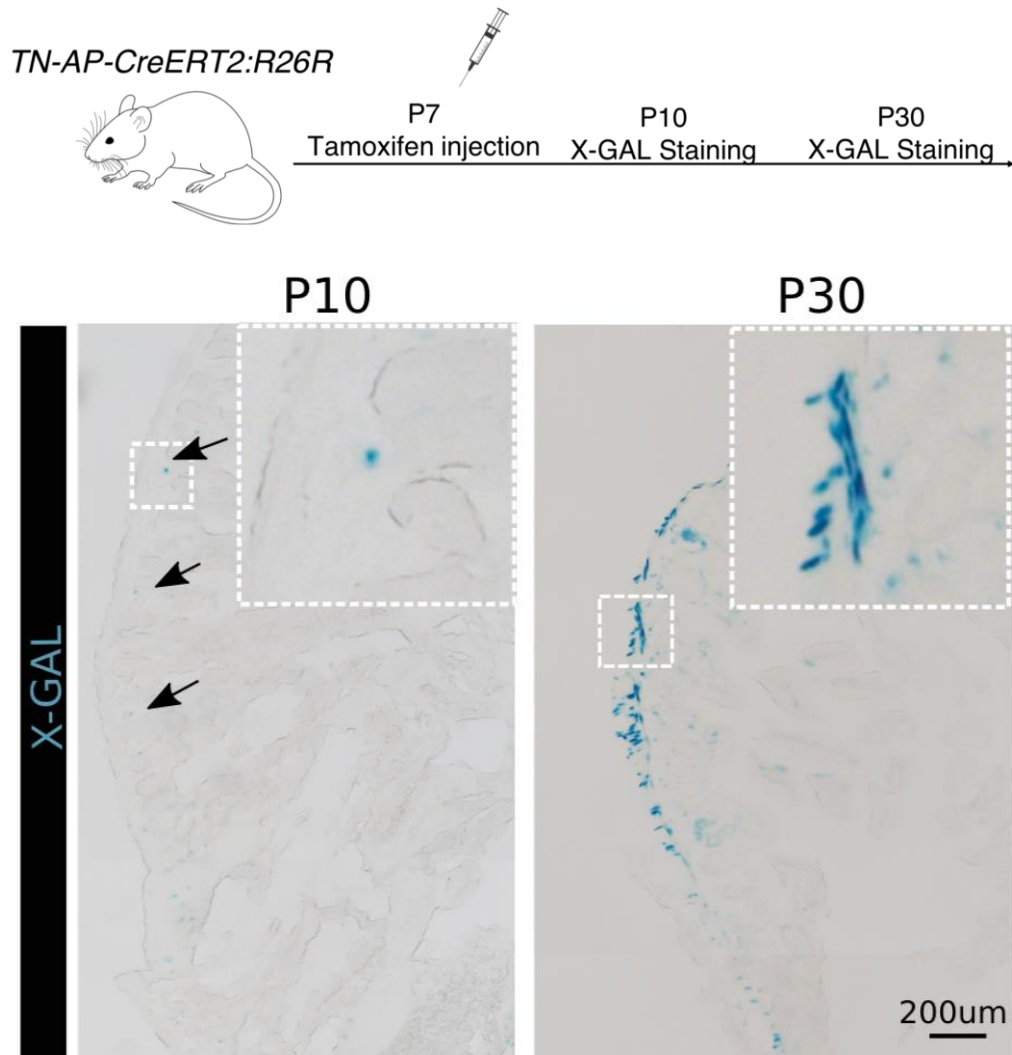 TN-AP-CreERT2:R26R
P7
Tamoxifen injection
P10
X-GAL Staining
P30
X-GAL Staining
P10
P30
X-GAL
200um